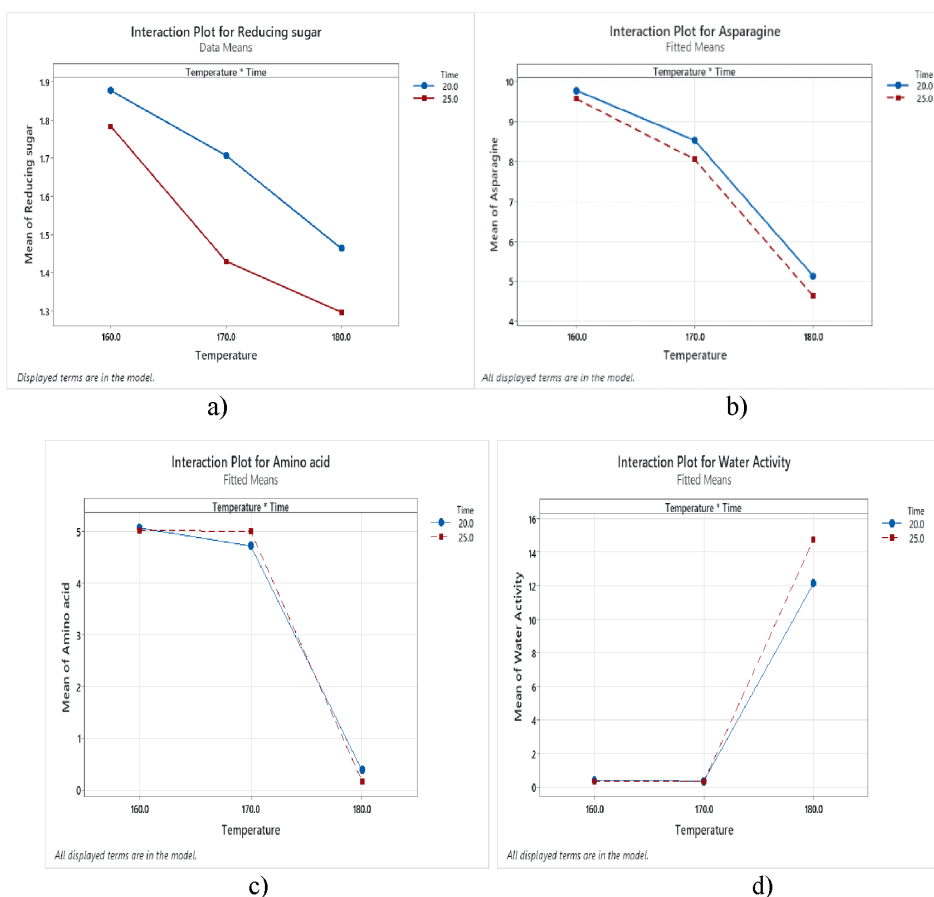 Interaction Plot for Reducing sugar
Data Means
Temperature * Time
Time
20.0
25.0
1.9
1.8
1.7
1.6
1.5
1.4
1.3
Mean of Reducing sugar
160.0 170.0 180.0
Temperature
Displayed terms are in the model.
a)
Interaction Plot for Asparagine
Fitted Means
Temperature * Time
Time
20.0
25.0
10
9
8
7
6
5
4
Mean of Asparagine
160.0 170.0 180.0
Temperature
All displayed terms are in the model.
b)
Interaction Plot for Amino acid
Fitted Means
Temperature * Time
Time
20.0
25.0
5
4
3
2
1
0
Mean of Amino acid
160.0 170.0 180.0
Temperature
All displayed terms are in the model.
c)
Interaction Plot for Water Activity
Fitted Means
Temperature * Time
Time
20.0
25.0
16
14
12
10
8
6
4
2
0
Mean of Water Activity
160.0 170.0 180.0
Temperature
All displayed terms are in the model.
d)